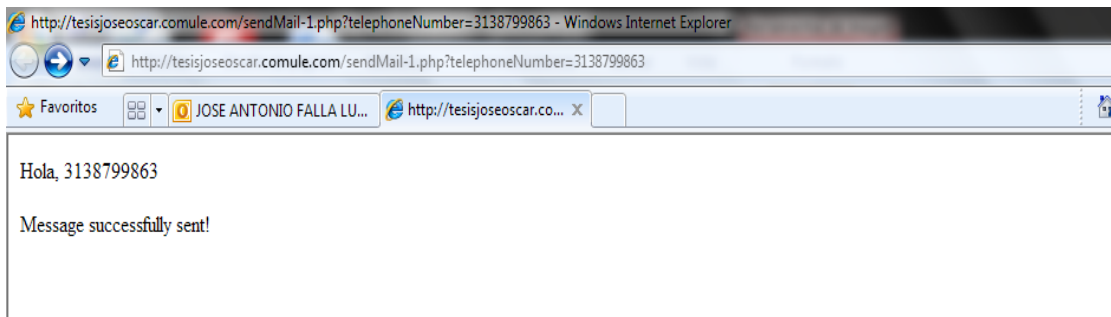 http://tesisjoseoscar.comule.com/sendMail-1.php?telephoneNumber=3138799863 - Windows Internet Explorer
http://tesisjoseoscar.comule.com/sendMail-1.php?telephoneNumber=3138799863
Favoritos JOSE ANTONIO FALLA LU... http://tesisjoseoscar.co... X
Hola, 3138799863
Message successfully sent!